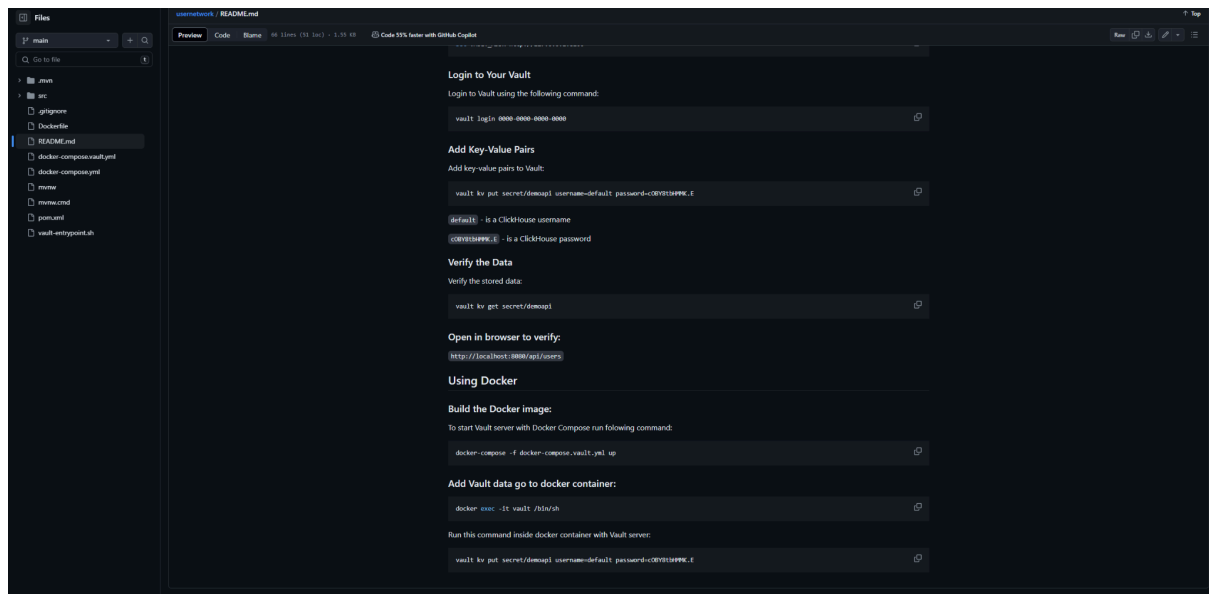 Files
usernetwork / README.md
Top
main
Preview Code Blame 66 lines (51 loc) · 1.55 KB Code 55% faster with GitHub Copilot
Raw
Go to file t
.mvn
src
.gitignore
Dockerfile
README.md
docker-compose.vault.yml
docker-compose.yml
mvnw
mvnw.cmd
pom.xml
vault-entrypoint.sh
Login to Your Vault
Login to Vault using the following command:
vault login 0000-0000-0000-0000
Add Key-Value Pairs
Add key-value pairs to Vault:
vault kv put secret/demoapi username=default
default - is a ClickHouse username
- is a ClickHouse password
Verify the Data
Verify the stored data:
vault kv get secret/demoapi
Open in browser to verify:
http://localhost:8080/api/users
Using Docker
Build the Docker image:
To start Vault server with Docker Compose run folowing command:
docker-compose -f docker-compose.vault.yml up
Add Vault data go to docker container:
docker exec -it vault /bin/sh
Run this command inside docker container with Vault server:
vault kv put secret/demoapi username=default